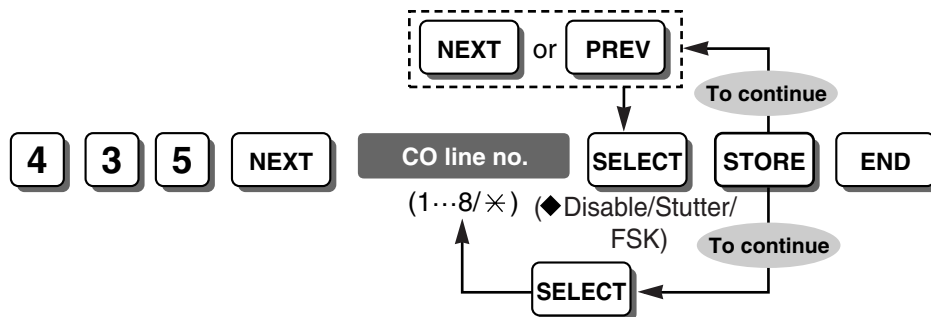 NEXT or PREV
To continue
4 3 5 NEXT CO line no. SELECT STORE END
(1···8/✳) (◆Disable/Stutter/
FSK)
To continue
SELECT